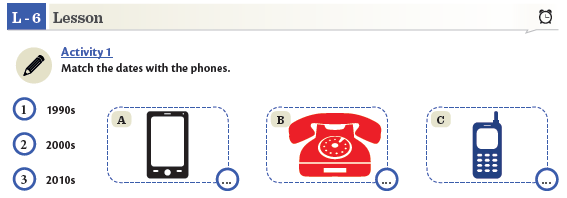 L - 6 Lesson
Activity 1
Match the dates with the phones.
1 1990s
2 2000s
3 2010s
A
...
B
...
C
...